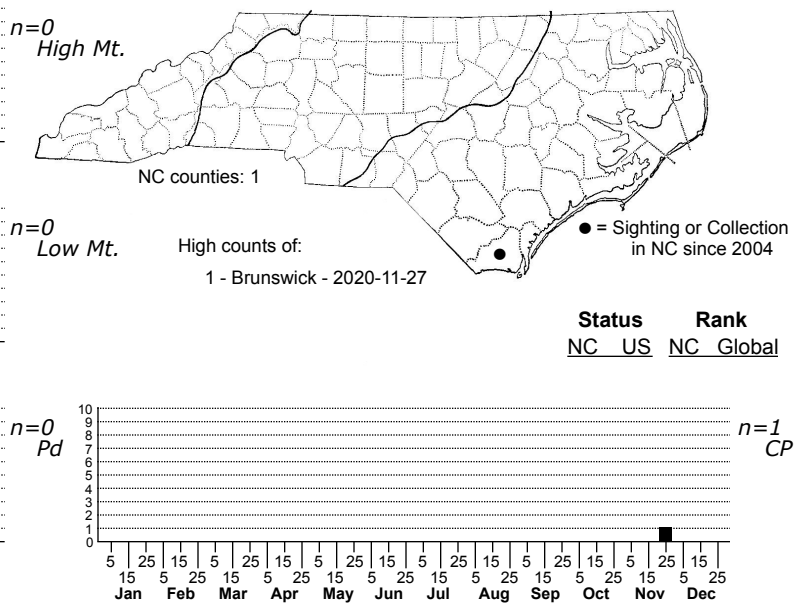 n=0
High Mt.
NC counties: 1
n=0
Low Mt.
High counts of:
1 - Brunswick - 2020-11-27
● = Sighting or Collection
in NC since 2004
Status Rank
NC US NC Global
n=0
Pd
10
9
8
7
6
5
4
3
2
1
0
n=1
CP
5 25 15 5 25 15 5 25 15 5 25 15 5 25 15 5 25 15
15 5 25 15 5 25 15 5 25 15 5 25 15 5 25 15 5 25
Jan Feb Mar Apr May Jun Jul Aug Sep Oct Nov Dec